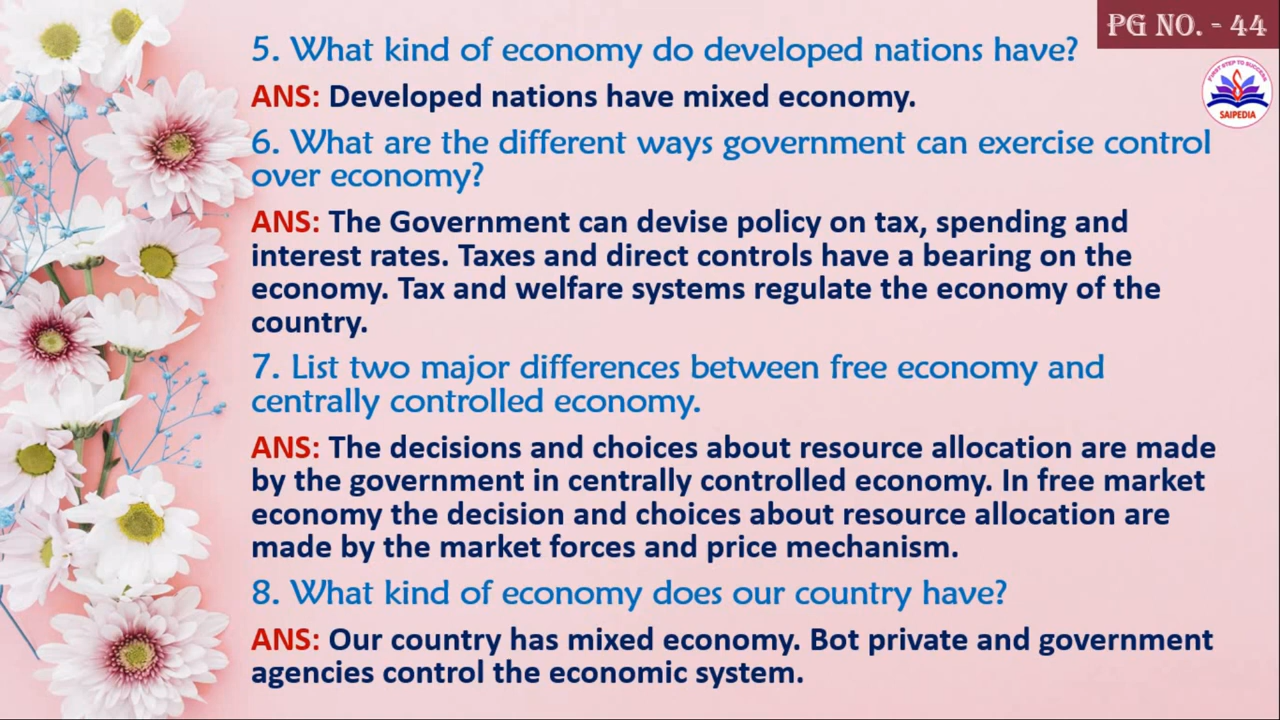 PG NO. - 44
FIRST STEP TO SUCCESS
SAIPEDIA
5. What kind of economy do developed nations have?
ANS: Developed nations have mixed economy.
6. What are the different ways government can exercise control
over economy?
ANS: The Government can devise policy on tax, spending and
interest rates. Taxes and direct controls have a bearing on the
economy. Tax and welfare systems regulate the economy of the
country.
7. List two major differences between free economy and
centrally controlled economy.
ANS: The decisions and choices about resource allocation are made
by the government in centrally controlled economy. In free market
economy the decision and choices about resource allocation are
made by the market forces and price mechanism.
8. What kind of economy does our country have?
ANS: Our country has mixed economy. Bot private and government
agencies control the economic system.